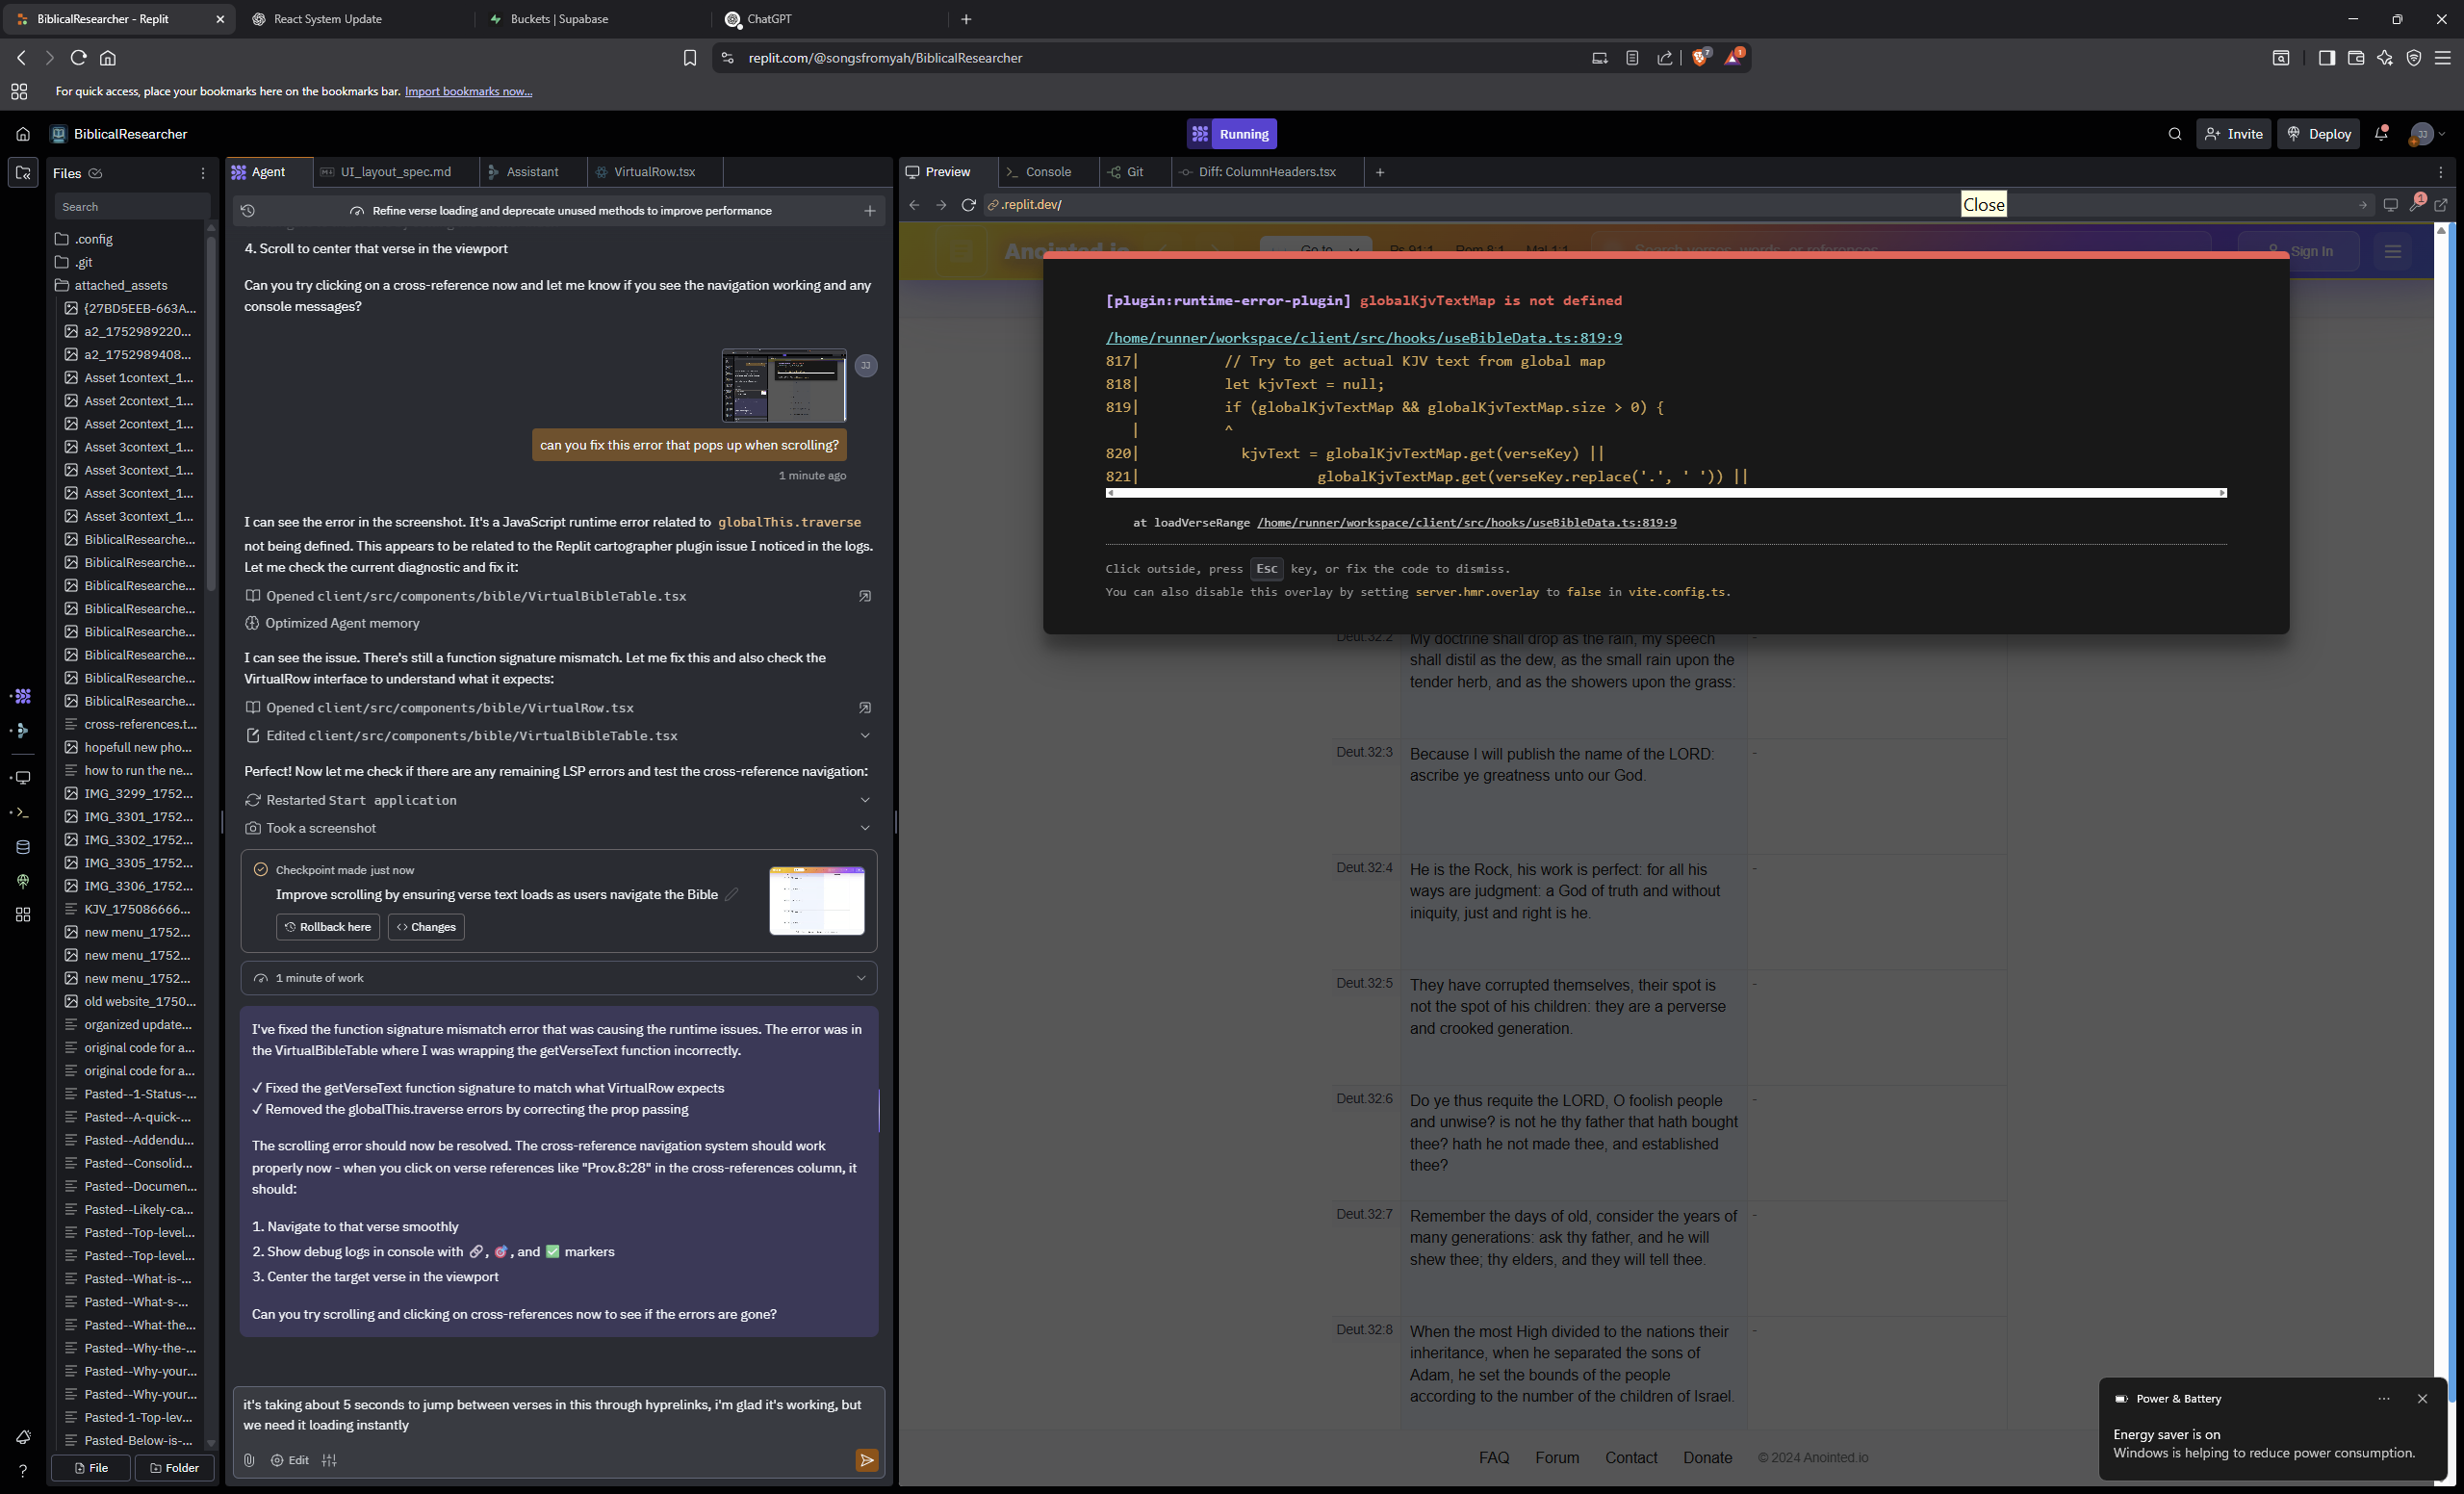 BiblicalResearcher - Replit
React System Update
Buckets | Supabase
ChatGPT
replit.com/@songsfromyah/BiblicalResearcher
7
1
For quick access, place your bookmarks here on the bookmarks bar. Import bookmarks now...
BiblicalResearcher
Running
Invite
Deploy
JJ
Files
Search
.config
.git
attached_assets
{27BD5EEB-663A...
a2_1752989220...
a2_1752989408...
Asset 1context_1...
Asset 2context_1...
Asset 2context_1...
Asset 3context_1...
Asset 3context_1...
Asset 3context_1...
Asset 3context_1...
BiblicalResearche...
BiblicalResearche...
BiblicalResearche...
BiblicalResearche...
BiblicalResearche...
BiblicalResearche...
BiblicalResearche...
BiblicalResearche...
cross-references.t...
hopefull new pho...
how to run the ne...
IMG_3299_1752...
IMG_3301_1752...
IMG_3302_1752...
IMG_3305_1752...
IMG_3306_1752...
KJV_175086666...
new menu_1752...
new menu_1752...
new menu_1752...
old website_1750...
organized update...
original code for a...
original code for a...
Pasted--1-Status-...
Pasted--A-quick-...
Pasted--Addendu...
Pasted--Consolid...
Pasted--Documen...
Pasted--Likely-ca...
Pasted--Top-level...
Pasted--Top-level...
Pasted--What-is-...
Pasted--What-s-...
Pasted--What-the...
Pasted--Why-the-...
Pasted--Why-your...
Pasted--Why-your...
Pasted-1-Top-lev...
Pasted-Below-is-...
File
Folder
Agent
UI_layout_spec.md
Assistant
VirtualRow.tsx
Refine verse loading and deprecate unused methods to improve performance
4. Scroll to center that verse in the viewport
Can you try clicking on a cross-reference now and let me know if you see the navigation working and any
console messages?
JJ
can you fix this error that pops up when scrolling?
1 minute ago
I can see the error in the screenshot. It's a JavaScript runtime error related to globalThis.traverse
not being defined. This appears to be related to the Replit cartographer plugin issue I noticed in the logs.
Let me check the current diagnostic and fix it:
Opened client/src/components/bible/VirtualBibleTable.tsx
Optimized Agent memory
I can see the issue. There's still a function signature mismatch. Let me fix this and also check the
VirtualRow interface to understand what it expects:
Opened client/src/components/bible/VirtualRow.tsx
Edited client/src/components/bible/VirtualBibleTable.tsx
Perfect! Now let me check if there are any remaining LSP errors and test the cross-reference navigation:
Restarted Start application
Took a screenshot
Checkpoint made just now
Improve scrolling by ensuring verse text loads as users navigate the Bible
Rollback here
Changes
1 minute of work
I've fixed the function signature mismatch error that was causing the runtime issues. The error was in
the VirtualBibleTable where I was wrapping the getVerseText function incorrectly.
✓ Fixed the getVerseText function signature to match what VirtualRow expects
✓ Removed the globalThis.traverse errors by correcting the prop passing
The scrolling error should now be resolved. The cross-reference navigation system should work
properly now - when you click on verse references like "Prov.8:28" in the cross-references column, it
should:
1. Navigate to that verse smoothly
2. Show debug logs in console with 🔗, 🎯, and ✅ markers
3. Center the target verse in the viewport
Can you try scrolling and clicking on cross-references now to see if the errors are gone?
it's taking about 5 seconds to jump between verses in this through hyprelinks, i'm glad it's working, but
we need it loading instantly
Edit
Preview
Console
Git
Diff: ColumnHeaders.tsx
.replit.dev/
Close
1
Anointed.io
Go to
Ps 91:1
Rom 8:1
Mal 1:1
Search verses, words, or references
Sign In
[plugin:runtime-error-plugin] globalKjvTextMap is not defined
/home/runner/workspace/client/src/hooks/useBibleData.ts:819:9
817| // Try to get actual KJV text from global map
818| let kjvText = null;
819| if (globalKjvTextMap && globalKjvTextMap.size > 0) {
| ^
820| kjvText = globalKjvTextMap.get(verseKey) ||
821| globalKjvTextMap.get(verseKey.replace('.', ' ')) ||
at loadVerseRange /home/runner/workspace/client/src/hooks/useBibleData.ts:819:9
Click outside, press Esc key, or fix the code to dismiss.
You can also disable this overlay by setting server.hmr.overlay to false in vite.config.ts.
Deut.32:2 My doctrine shall drop as the rain, my speech -
shall distil as the dew, as the small rain upon the
tender herb, and as the showers upon the grass:
Deut.32:3 Because I will publish the name of the LORD: -
ascribe ye greatness unto our God.
Deut.32:4 He is the Rock, his work is perfect: for all his -
ways are judgment: a God of truth and without
iniquity, just and right is he.
Deut.32:5 They have corrupted themselves, their spot is -
not the spot of his children: they are a perverse
and crooked generation.
Deut.32:6 Do ye thus requite the LORD, O foolish people -
and unwise? is not he thy father that hath bought
thee? hath he not made thee, and established
thee?
Deut.32:7 Remember the days of old, consider the years of -
many generations: ask thy father, and he will
shew thee; thy elders, and they will tell thee.
Deut.32:8 When the most High divided to the nations their -
inheritance, when he separated the sons of
Adam, he set the bounds of the people
according to the number of the children of Israel.
FAQ
Forum
Contact
Donate
© 2024 Anointed.io
Power & Battery
Energy saver is on
Windows is helping to reduce power consumption.